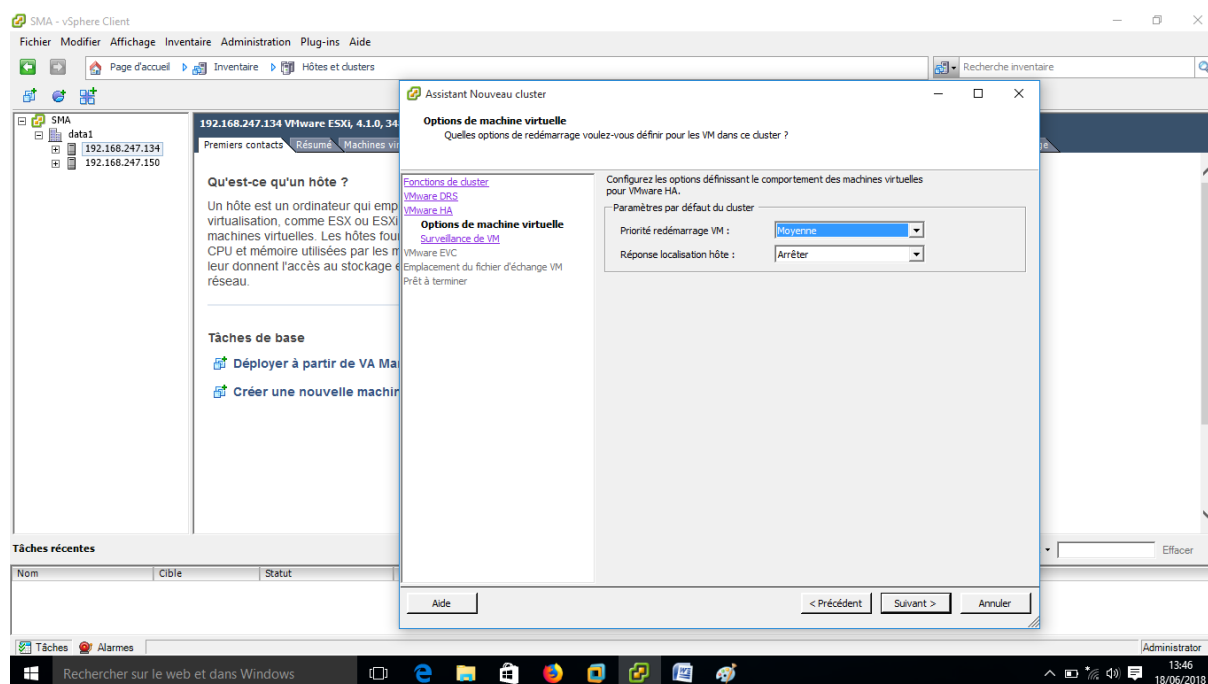 SMA - vSphere Client
Fichier Modifier Affichage Inventaire Administration Plug-ins Aide
Page d'accueil Inventaire Hôtes et clusters
Recherche inventaire
SMA
data1
192.168.247.134
192.168.247.150
192.168.247.134 VMware ESXi, 4.1.0, 34
Premiers contacts Résumé Machines vir
Qu'est-ce qu'un hôte ?
Un hôte est un ordinateur qui emp
virtualisation, comme ESX ou ESXi
machines virtuelles. Les hôtes four
CPU et mémoire utilisées par les m
leur donnent l'accès au stockage e
réseau.
Tâches de base
Déployer à partir de VA Mar
Créer une nouvelle machin
Assistant Nouveau cluster
Options de machine virtuelle
Quelles options de redémarrage voulez-vous définir pour les VM dans ce cluster ?
Fonctions de cluster
VMware DRS
VMware HA
Options de machine virtuelle
Surveillance de VM
VMware EVC
Emplacement du fichier d'échange VM
Prêt à terminer
Configurez les options définissant le comportement des machines virtuelles
pour VMware HA.
Paramètres par défaut du cluster
Priorité redémarrage VM : Moyenne
Réponse localisation hôte : Arrêter
Aide < Précédent Suivant > Annuler
Tâches récentes
Effacer
Nom Cible Statut
Tâches Alarmes
Administrator
Rechercher sur le web et dans Windows
13:46
18/06/2018